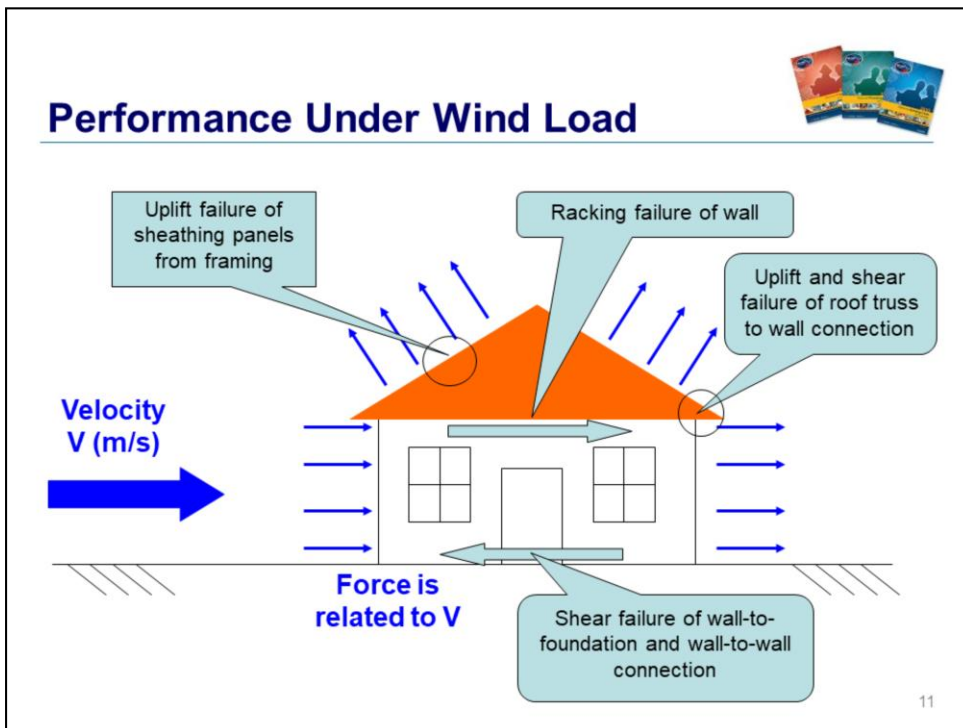 Performance Under Wind Load
Uplift failure of
sheathing panels
from framing
Racking failure of wall
Uplift and shear
failure of roof truss
to wall connection
Velocity
V (m/s)
Force is
related to V
Shear failure of wall-to-
foundation and wall-to-wall
connection
11